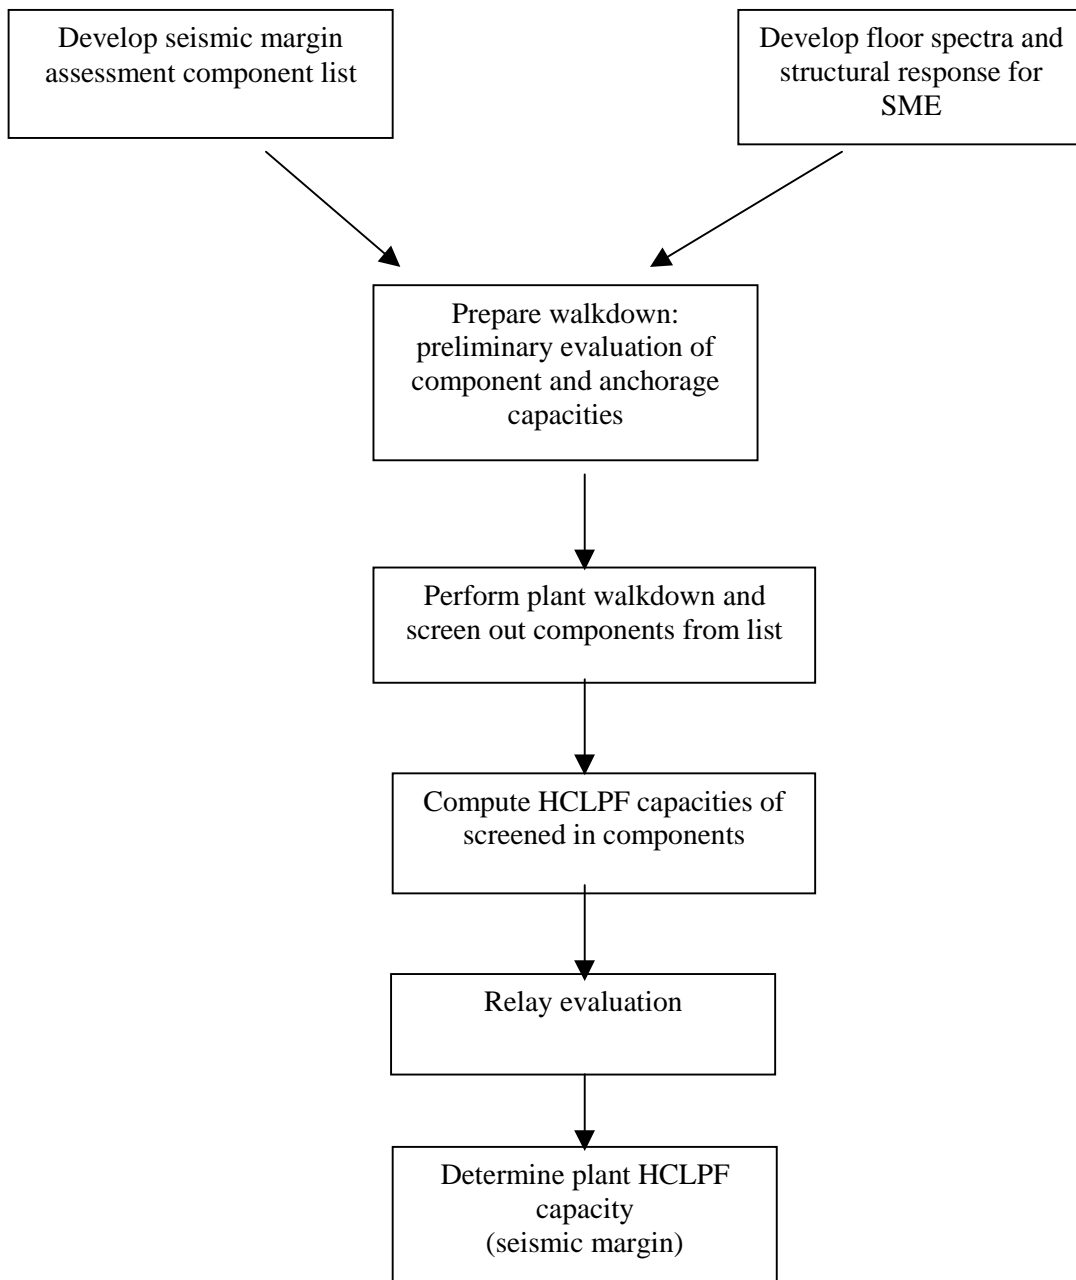 Develop seismic margin
assessment component list
Develop floor spectra and
structural response for
SME
Prepare walkdown:
preliminary evaluation of
component and anchorage
capacities
Perform plant walkdown and
screen out components from list
Compute HCLPF capacities of
screened in components
Relay evaluation
Determine plant HCLPF
capacity
(seismic margin)